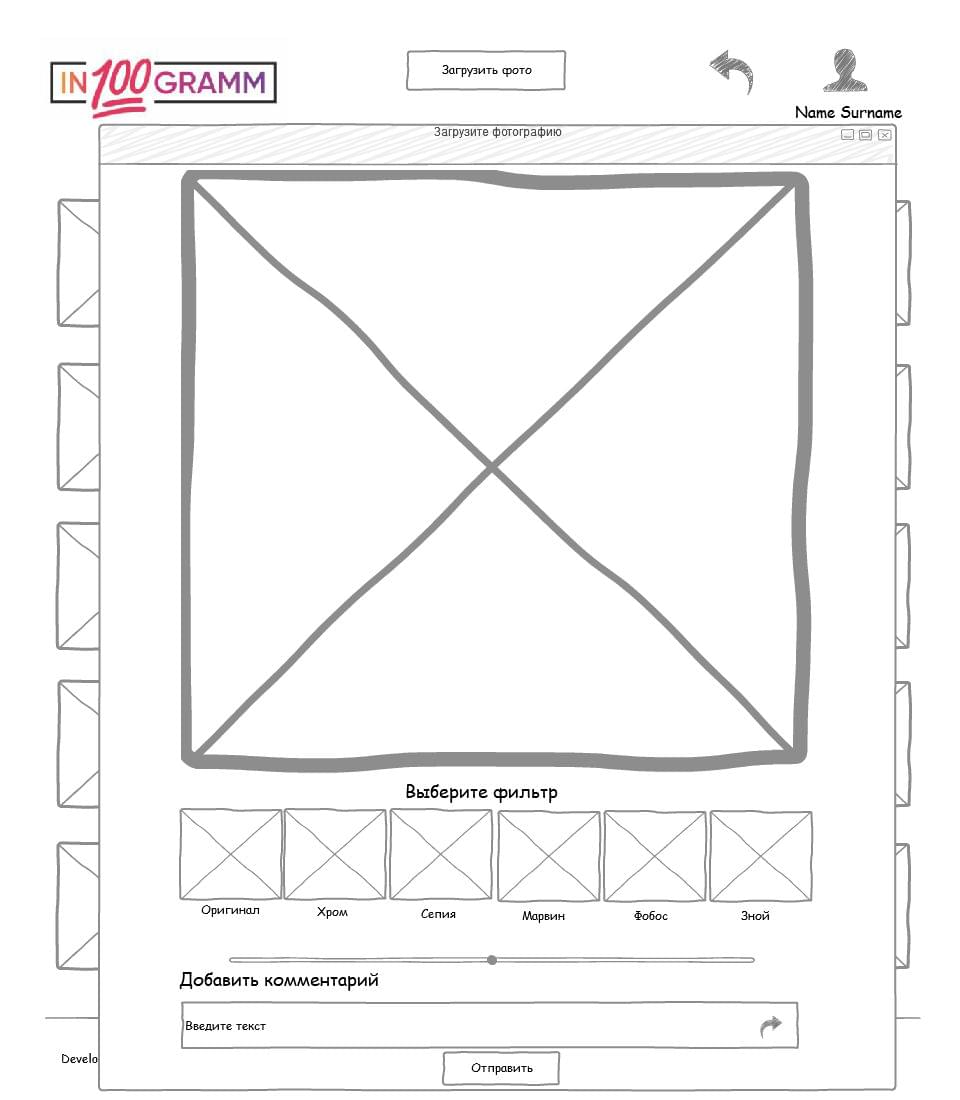 IN100GRAMM
Загрузить фото
Name Surname
Загрузите фотографию
Выберите фильтр
Оригинал Хром Сепия Марвин Фобос Зной
Добавить комментарий
Введите текст
Отправить
Develo